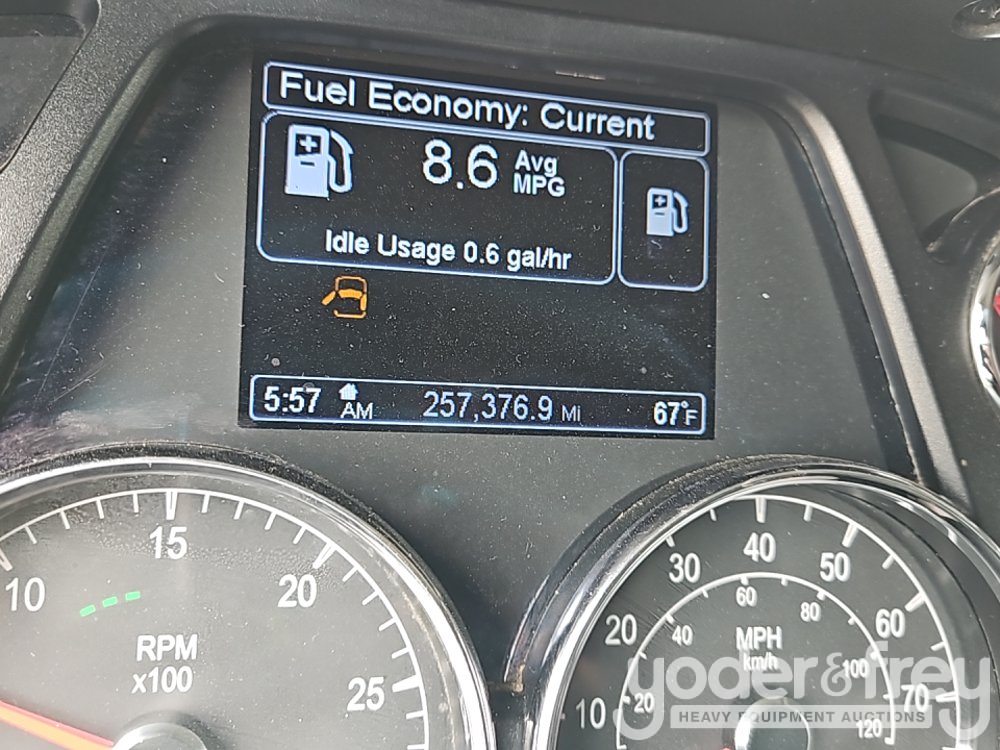 Fuel Economy: Current
8.6 Avg MPG
Idle Usage 0.6 gal/hr
5:57 AM 257,376.9 Mi 67°F
10 15 20 25
RPM
x100
10 20 30 40 50 60 70
20 40 60 80 100 120
MPH
km/h
yoder&frey
HEAVY EQUIPMENT AUCTIONS